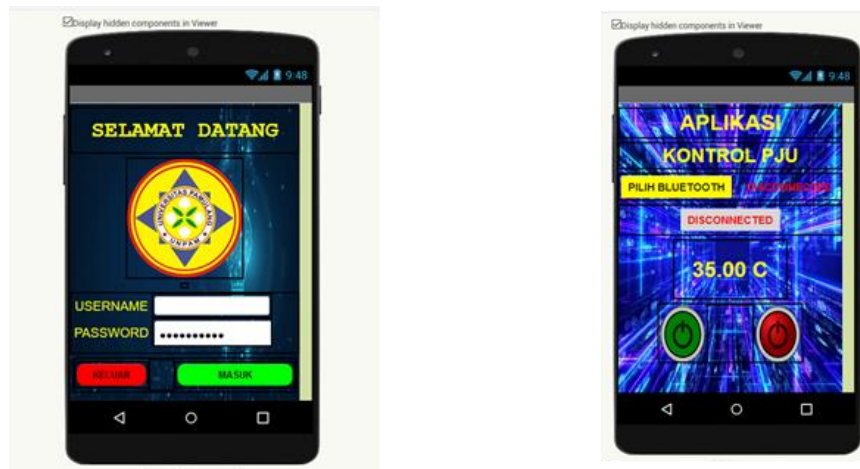 Display hidden components in Viewer
9:48
SELAMAT DATANG
UNIVERSITAS PAMULANG
UNPAM
USERNAME
PASSWORD
KELUAR
MASUK
Display hidden components in Viewer
9:48
APLIKASI
KONTROL PJU
PILIH BLUETOOTH
DISCONNECTED
35.00 C